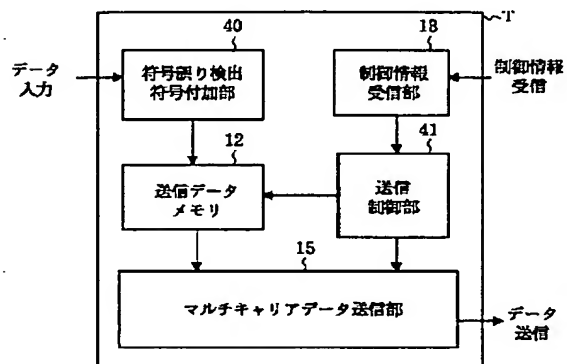 T
40
18
データ
入力
符号誤り検出
符号付加部
制御情報
受信部
制御情報
受信
12
41
送信データ
メモリ
送信
制御部
15
マルチキャリアデータ送信部
データ
送信